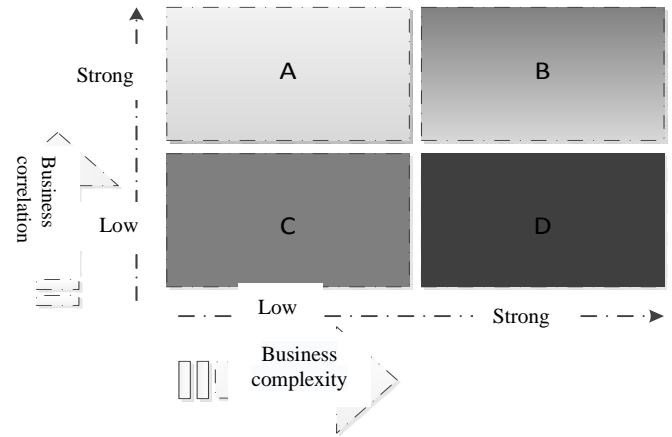 A
B
Strong
Business
correlation
Low
C
D
Low
Strong
Business
complexity